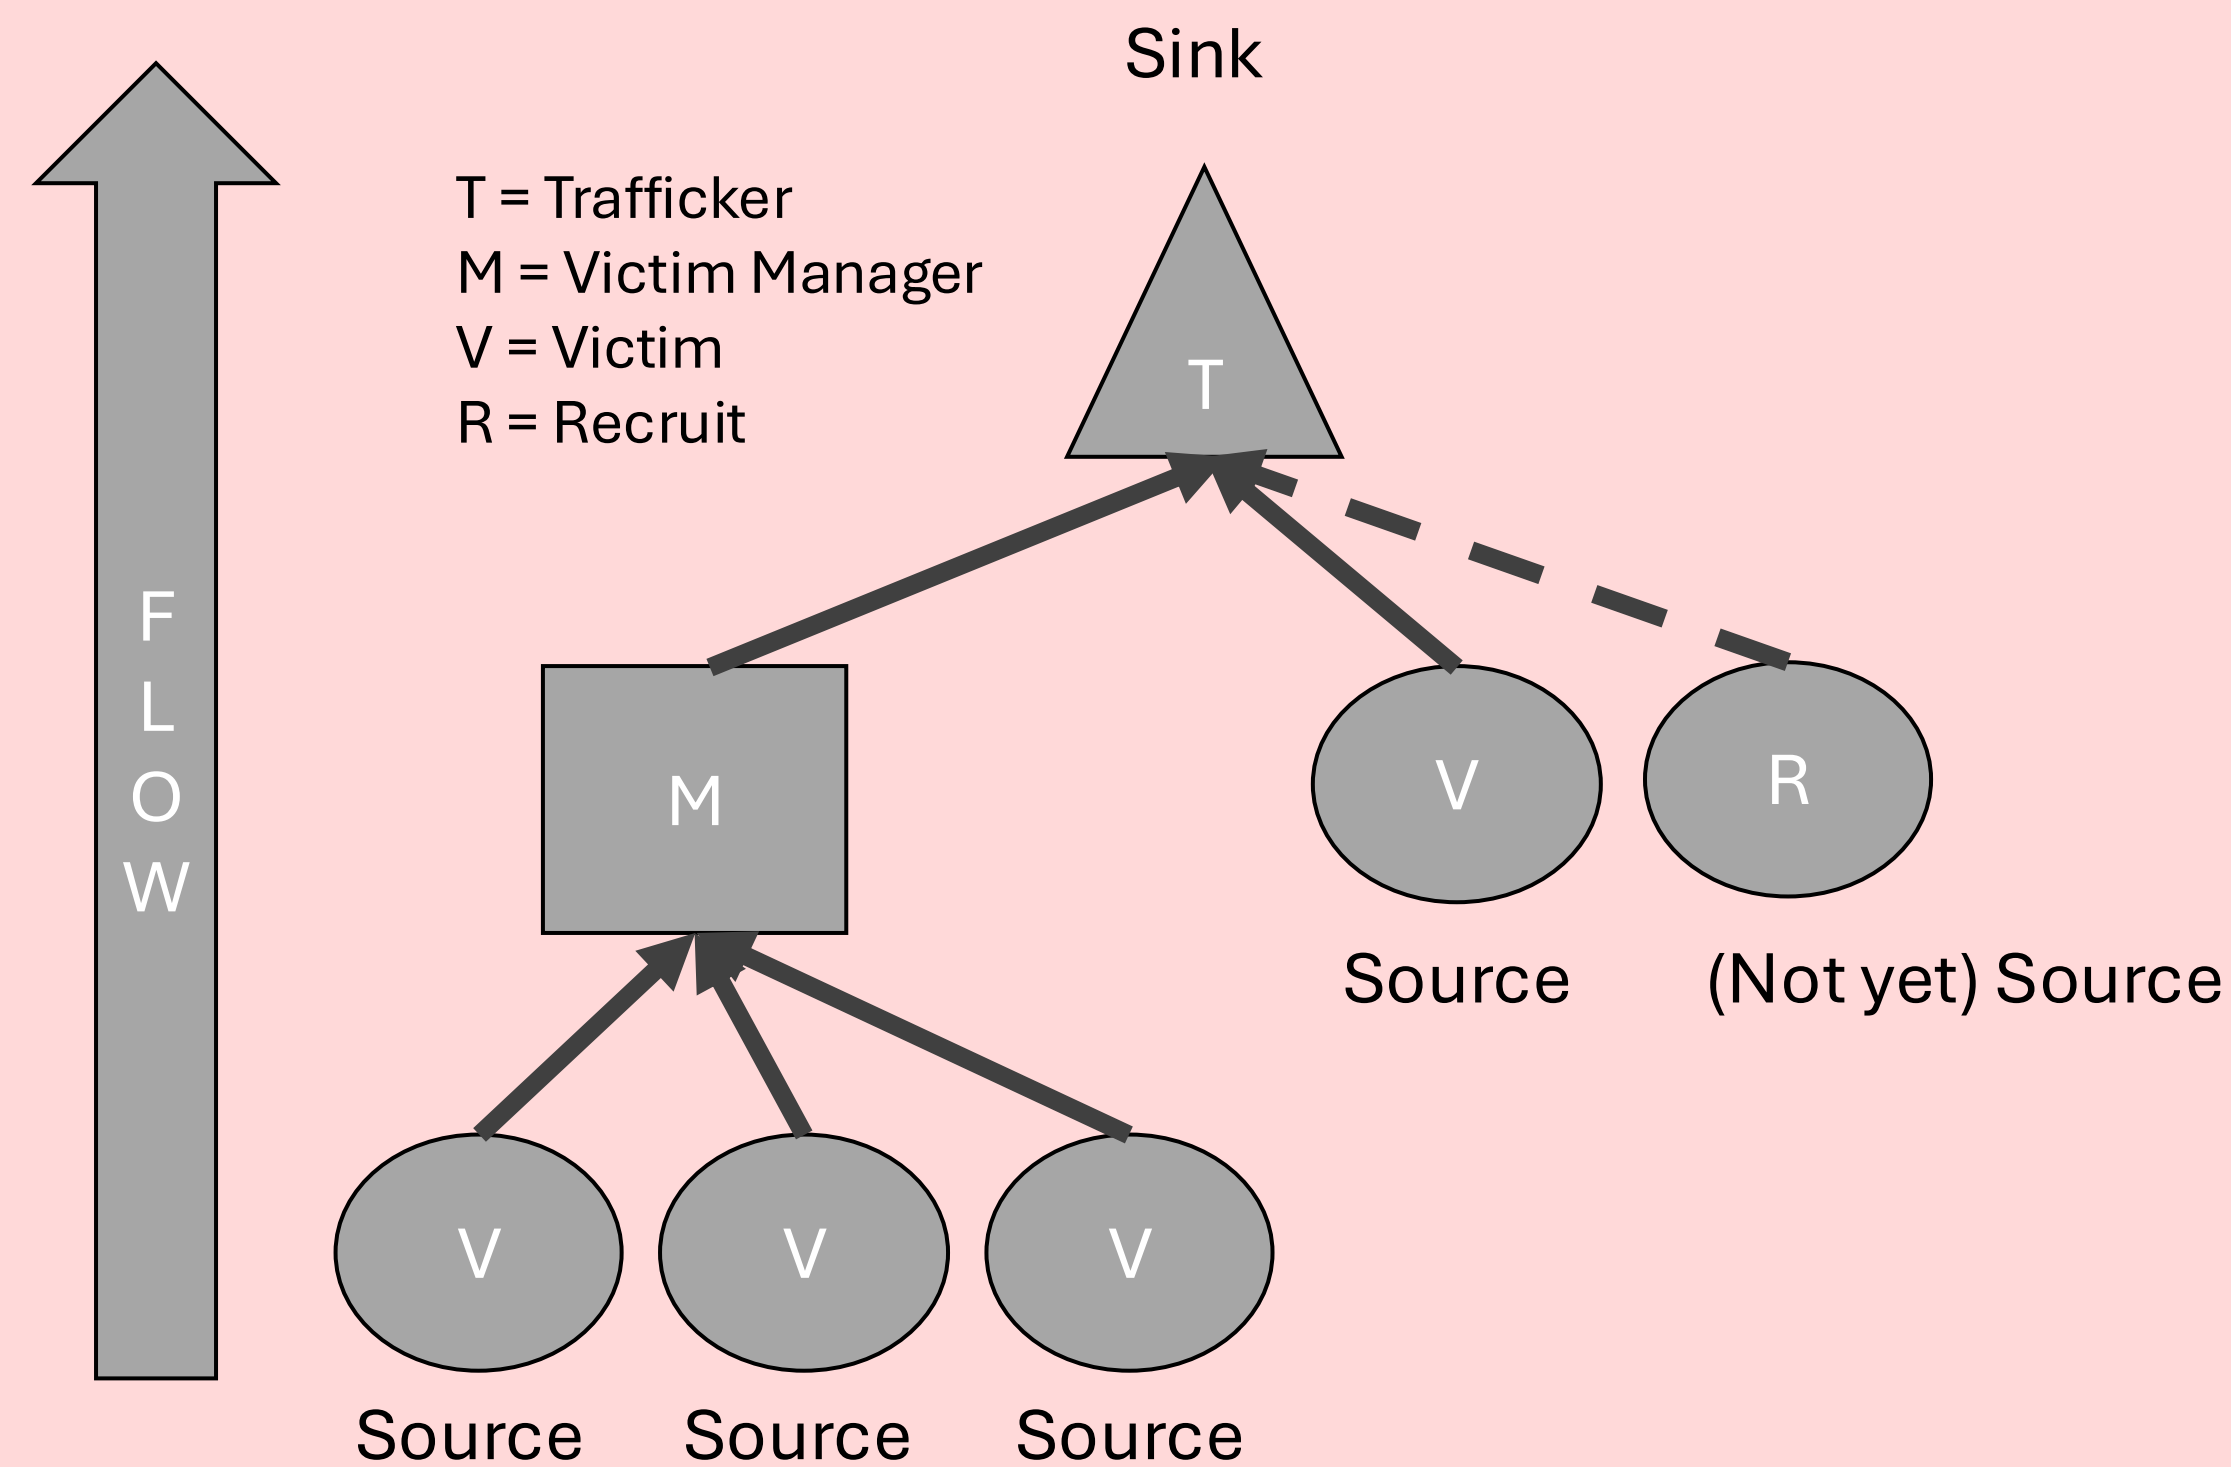 Sink
T = Trafficker
M = Victim Manager
V = Victim
R = Recruit
T
F
L
O
W
M
V
R
Source
(Not yet) Source
V
V
V
Source
Source
Source